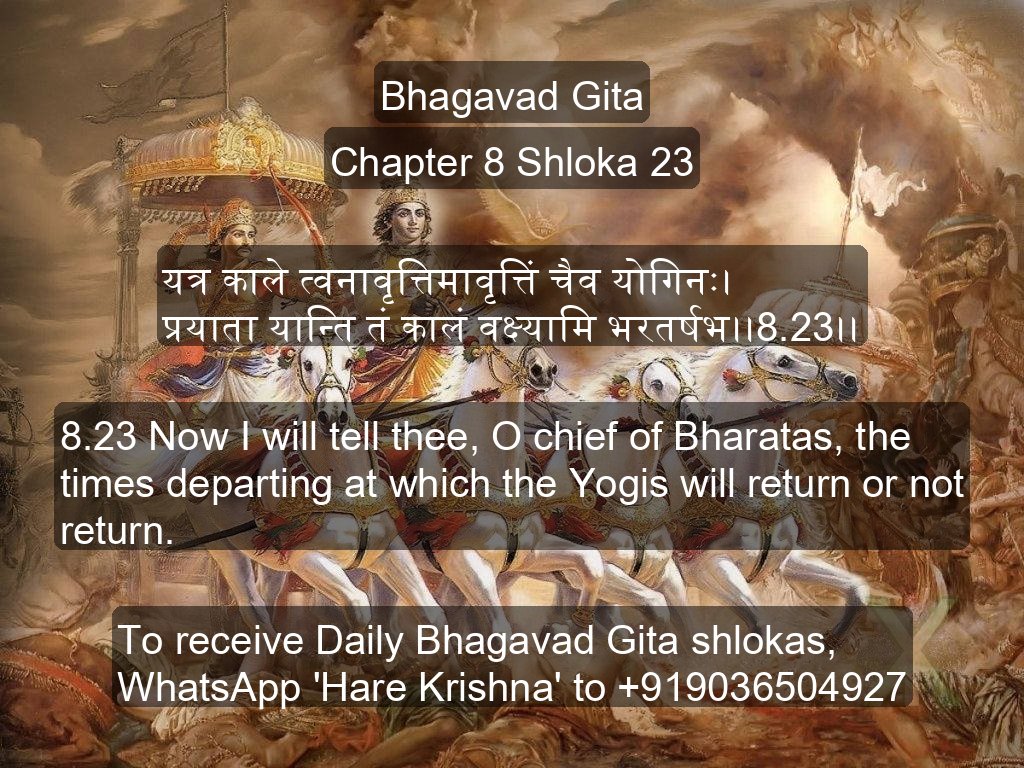 Bhagavad Gita
Chapter 8 Shloka 23
यत्र काले त्वनावृत्तिमावृत्तिं चैव योगिनः।
प्रयाता यान्ति तं कालं वक्ष्यामि भरतर्षभ।।8.23।।
8.23 Now I will tell thee, O chief of Bharatas, the
times departing at which the Yogis will return or not
return.
To receive Daily Bhagavad Gita shlokas,
WhatsApp 'Hare Krishna' to +919036504927